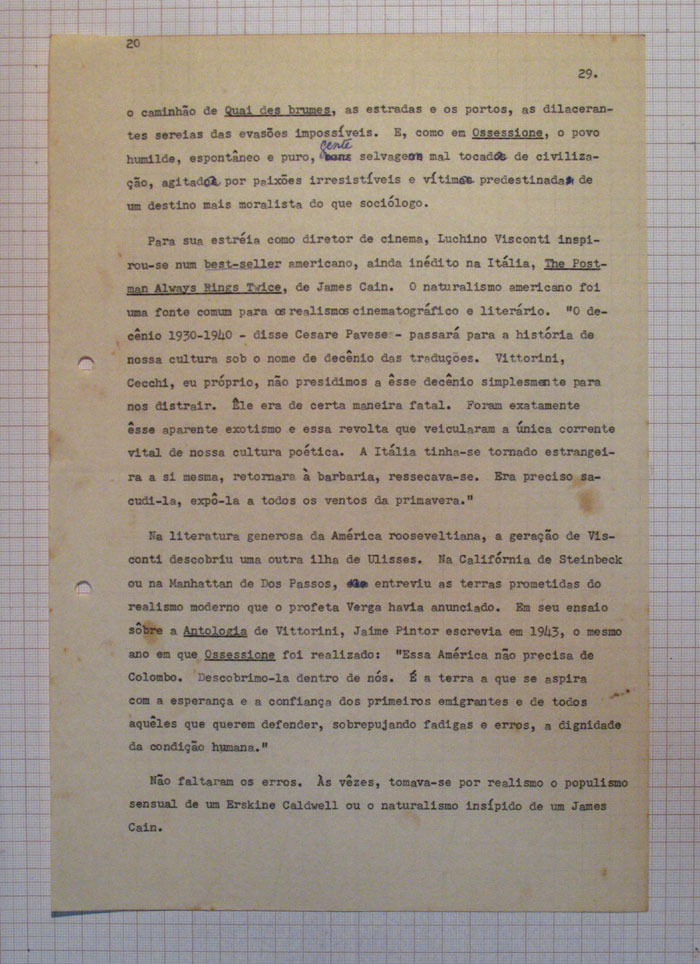 20
29.
o caminhão de Quai des brumes, as estradas e os portos, as dilaceran-
tes sereias das evasões impossíveis. E, como em Ossessione, o povo
humilde, espontâneo e puro, gente selvagem mal tocada de civiliza-
ção, agitada por paixões irresistíveis e vítima predestinada de
um destino mais moralista do que sociólogo.
Para sua estréia como diretor de cinema, Luchino Visconti inspi-
rou-se num best-seller americano, ainda inédito na Itália, The Post-
man Always Rings Twice, de James Cain. O naturalismo americano foi
uma fonte comum para os realismos cinematográfico e literário. "O de-
cênio 1930-1940 - disse Cesare Pavese - passará para a história de
nossa cultura sob o nome de decênio das traduções. Vittorini,
Cecchi, eu próprio, não presidimos a êsse decênio simplesmente para
nos distrair. Êle era de certa maneira fatal. Foram exatamente
êsse aparente exotismo e essa revolta que veicularam a única corrente
vital de nossa cultura poética. A Itália tinha-se tornado estrangei-
ra a si mesma, retornara à barbaria, ressecava-se. Era preciso sa-
cudi-la, expô-la a todos os ventos da primavera."
Na literatura generosa da América rooseveltiana, a geração de Vis-
conti descobriu uma outra ilha de Ulisses. Na Califórnia de Steinbeck
ou na Manhattan de Dos Passos, entreviu as terras prometidas do
realismo moderno que o profeta Verga havia anunciado. Em seu ensaio
sôbre a Antologia de Vittorini, Jaime Pintor escrevia em 1943, o mesmo
ano em que Ossessione foi realizado: "Essa América não precisa de
Colombo. Descobrimo-la dentro de nós. É a terra a que se aspira
com a esperança e a confiança dos primeiros emigrantes e de todos
aquêles que querem defender, sobrepujando fadigas e erros, a dignidade
da condição humana."
Não faltaram os erros. Às vêzes, tomava-se por realismo o populismo
sensual de um Erskine Caldwell ou o naturalismo insípido de um James
Cain.